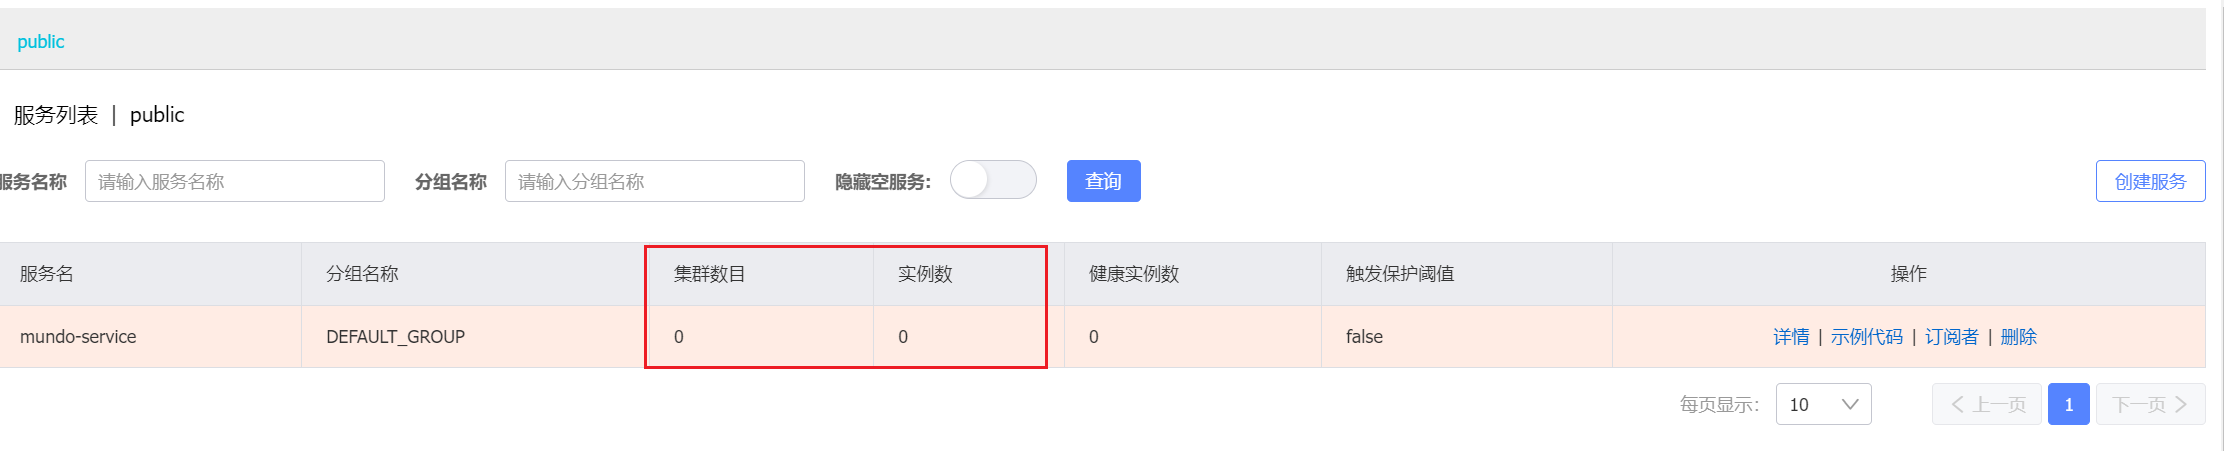 public
服务列表 | public
服务名称 请输入服务名称 分组名称 请输入分组名称 隐藏空服务: 查询 创建服务
服务名 分组名称 集群数目 实例数 健康实例数 触发保护阈值 操作
mundo-service DEFAULT_GROUP 0 0 0 false 详情 | 示例代码 | 订阅者 | 删除
每页显示: 10 上一页 1 下一页